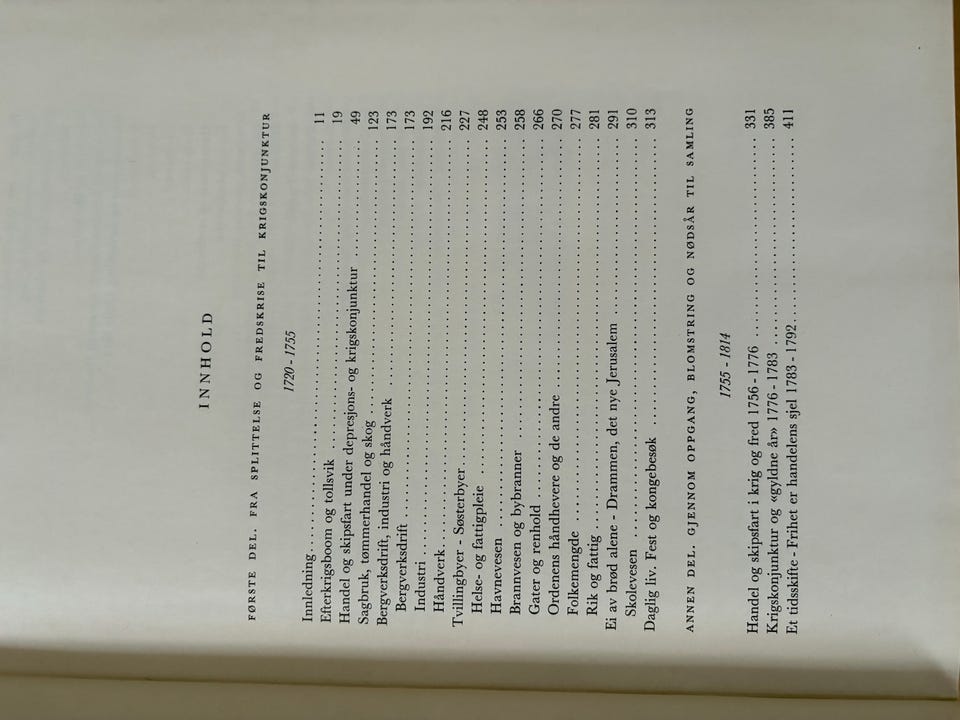 INNHOLD
FØRSTE DEL. FRA SPLITTELSE OG FREDSKRISE TIL KRIGSKONJUNKTUR
1720 - 1755
Innledning 11
Efterkrigsboom og tollsvik 19
Handel og skipsfart under depresjons- og krigskonjunktur 49
Sagbruk, tømmerhandel og skog 123
Bergverksdrift, industri og håndverk 173
Bergverksdrift 173
Industri 192
Håndverk 216
Tvillingbyer - Søsterbyer 227
Helse- og fattigpleie 248
Havnevesen 253
Brannvesen og bybranner 258
Gater og renhold 266
Ordenens håndhevere og de andre 270
Folkemengde 277
Rik og fattig 281
Ei av brød alene - Drammen, det nye Jerusalem 291
Skolevesen 310
Daglig liv. Fest og kongebesøk 313
ANNEN DEL. GJENNOM OPPGANG, BLOMSTRING OG NØDSÅR TIL SAMLING
1755 - 1814
Handel og skipsfart i krig og fred 1756 - 1776 331
Krigskonjunktur og «gyldne år» 1776 - 1783 385
Et tidsskifte - Frihet er handelens sjel 1783 - 1792 411